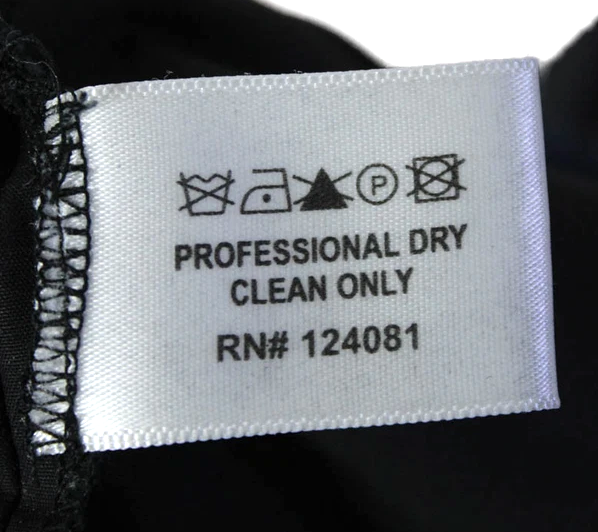 P
PROFESSIONAL DRY
CLEAN ONLY
RN# 124081